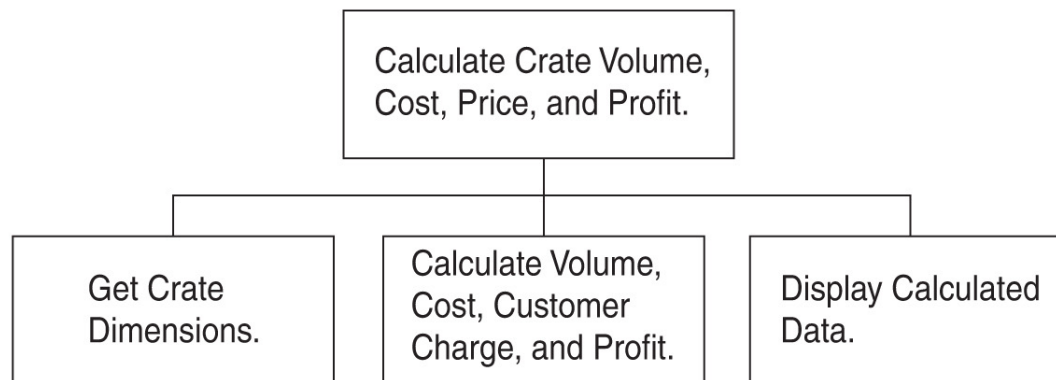 Calculate Crate Volume,
Cost, Price, and Profit.
Get Crate
Dimensions.
Calculate Volume,
Cost, Customer
Charge, and Profit.
Display Calculated
Data.